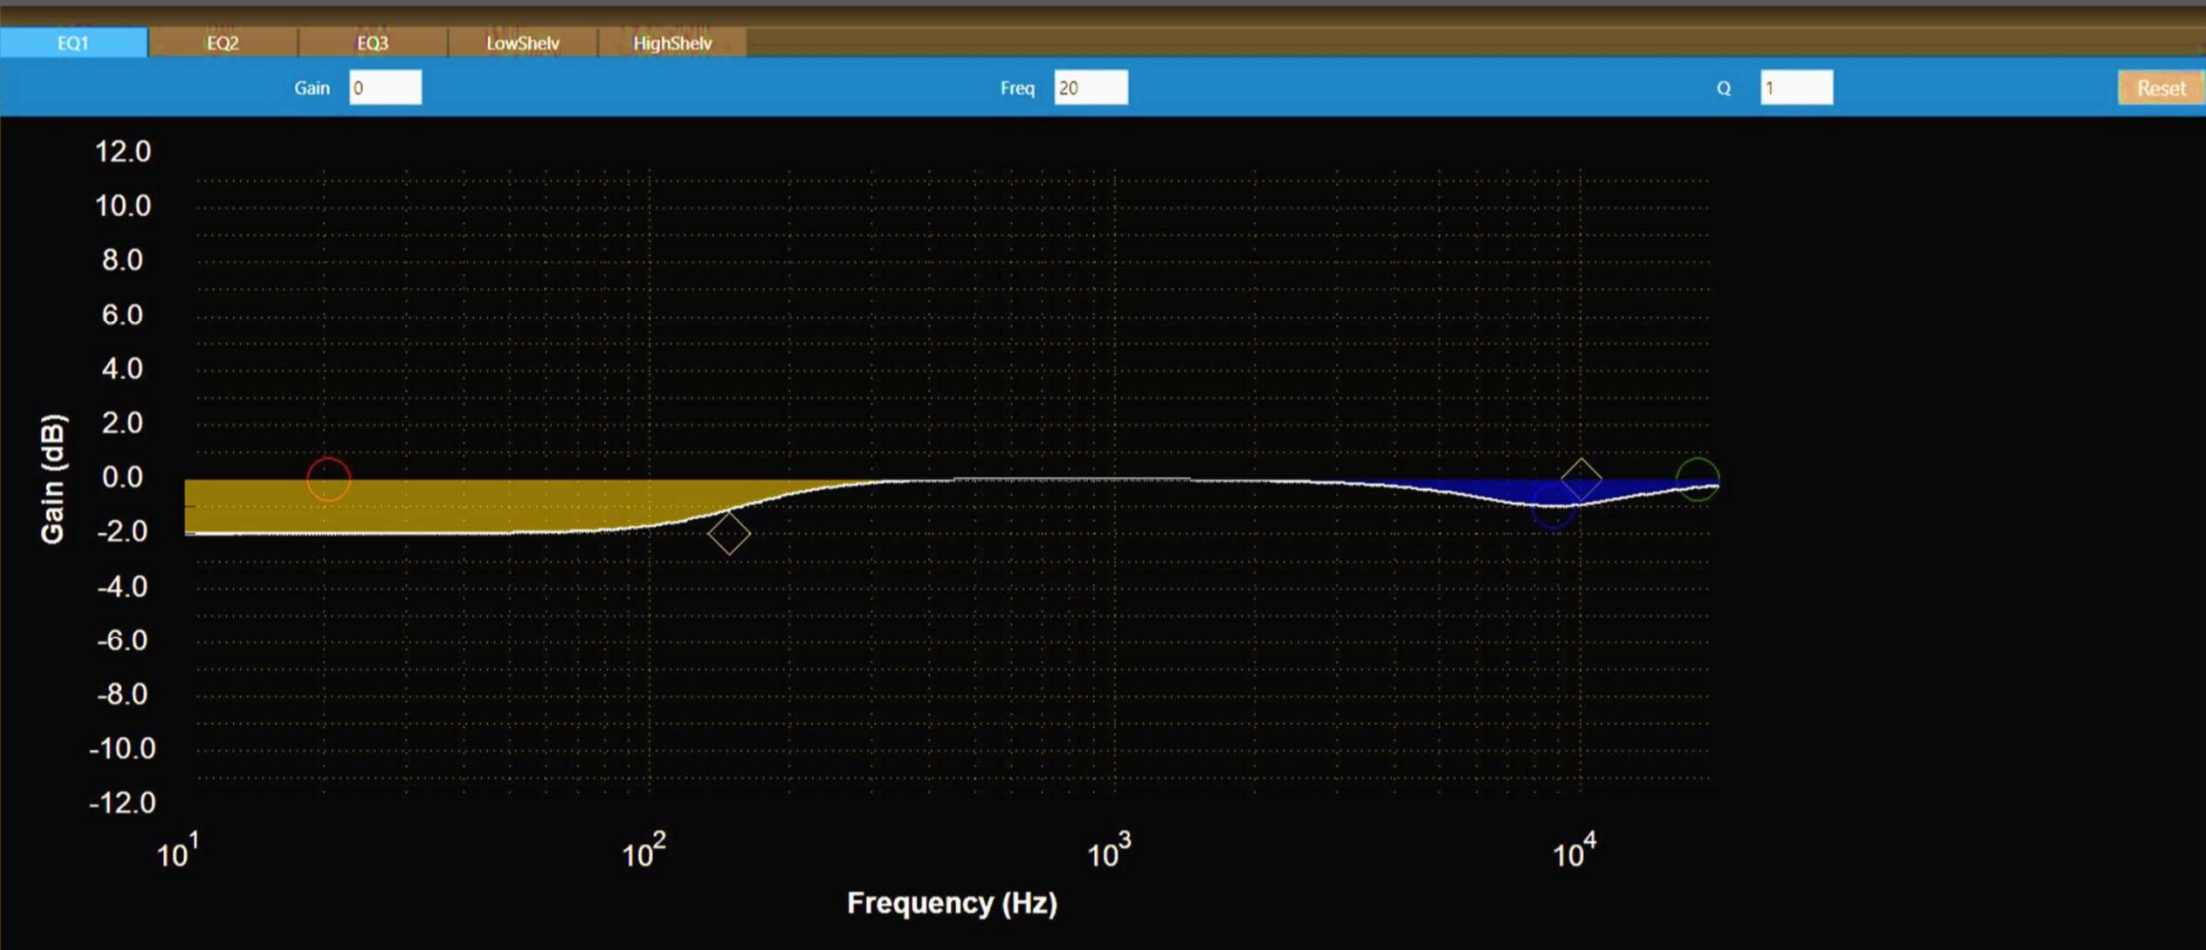 EQ1 EQ2 EQ3 LowShelv HighShelv
Gain 0 Freq 20 Q 1 Reset
12.0
10.0
8.0
6.0
4.0
2.0
0.0
-2.0
-4.0
-6.0
-8.0
-10.0
-12.0
Gain (dB)
10^1 10^2 10^3 10^4
Frequency (Hz)